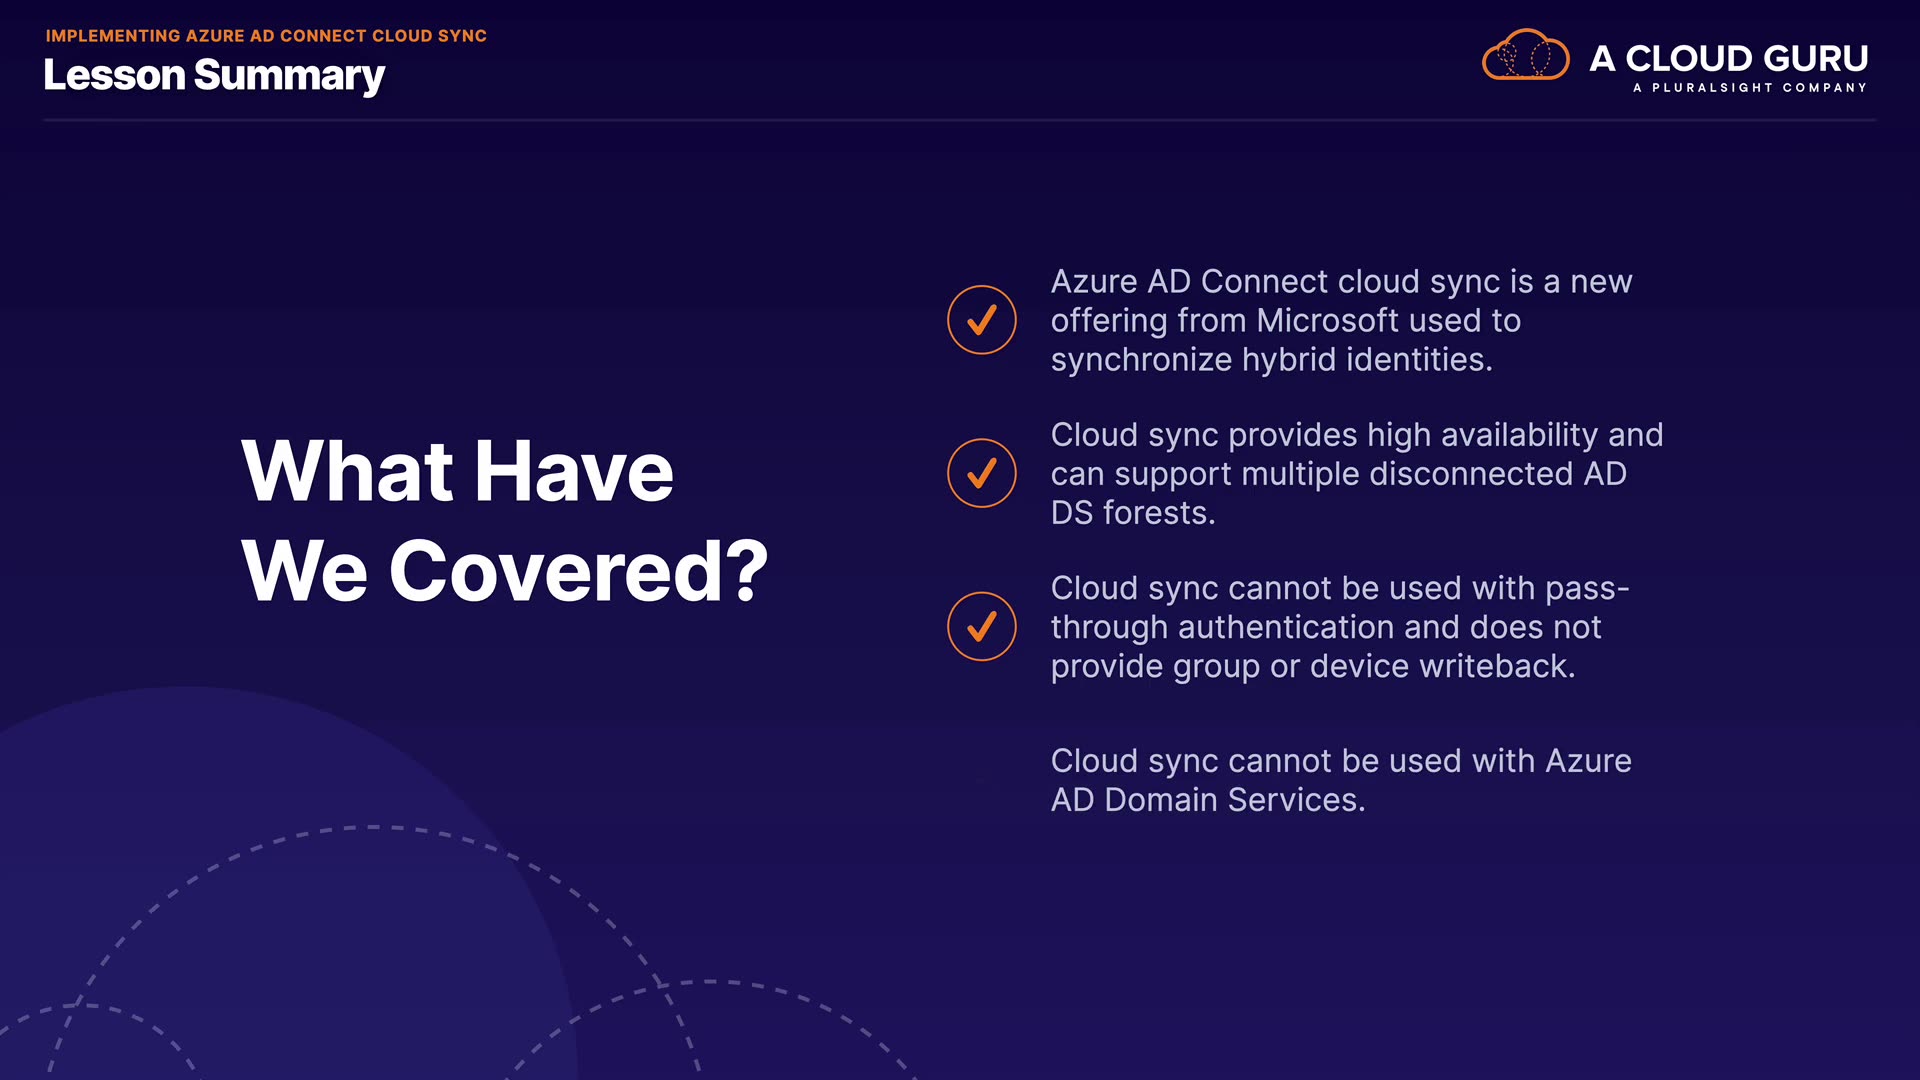 IMPLEMENTING AZURE AD CONNECT CLOUD SYNC
Lesson Summary
A CLOUD GURU
A PLURALSIGHT COMPANY
What Have
We Covered?
Azure AD Connect cloud sync is a new
offering from Microsoft used to
synchronize hybrid identities.
Cloud sync provides high availability and
can support multiple disconnected AD
DS forests.
Cloud sync cannot be used with pass-
through authentication and does not
provide group or device writeback.
Cloud sync cannot be used with Azure
AD Domain Services.